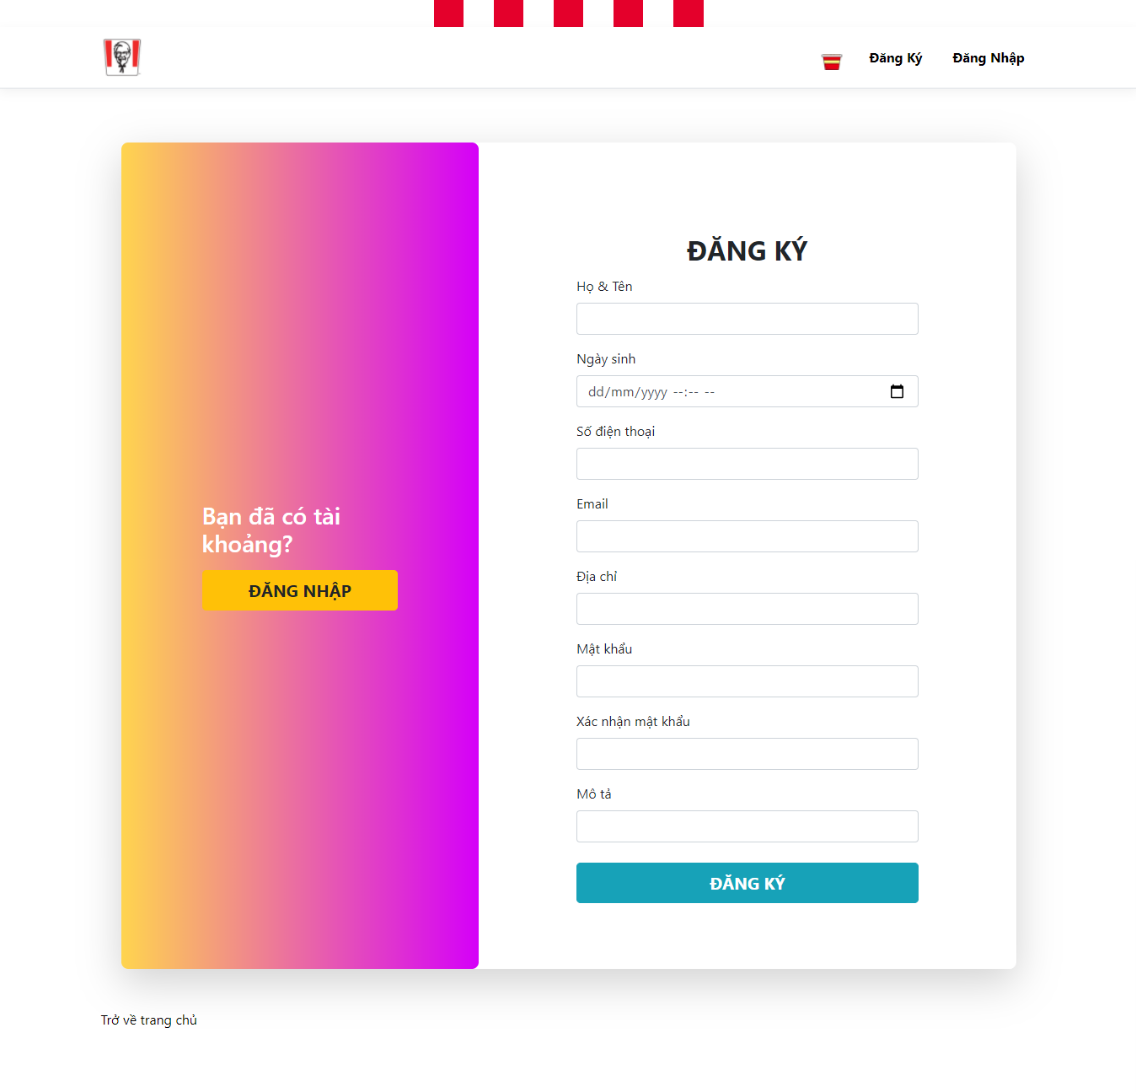 Đăng Ký
Đăng Nhập
Bạn đã có tài
khoảng?
ĐĂNG NHẬP
ĐĂNG KÝ
Họ & Tên
Ngày sinh
dd/mm/yyyy --:-- --
Số điện thoại
Email
Địa chỉ
Mật khẩu
Xác nhận mật khẩu
Mô tả
ĐĂNG KÝ
Trở về trang chủ